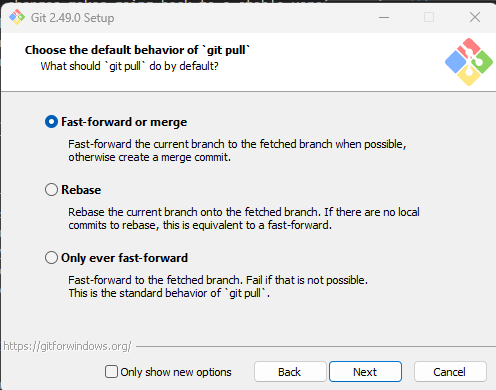 Git 2.49.0 Setup
Choose the default behavior of `git pull`
What should `git pull` do by default?
Fast-forward or merge
Fast-forward the current branch to the fetched branch when possible,
otherwise create a merge commit.
Rebase
Rebase the current branch onto the fetched branch. If there are no local
commits to rebase, this is equivalent to a fast-forward.
Only ever fast-forward
Fast-forward to the fetched branch. Fail if that is not possible.
This is the standard behavior of `git pull`.
https://gitforwindows.org/
Only show new options
Back
Next
Cancel